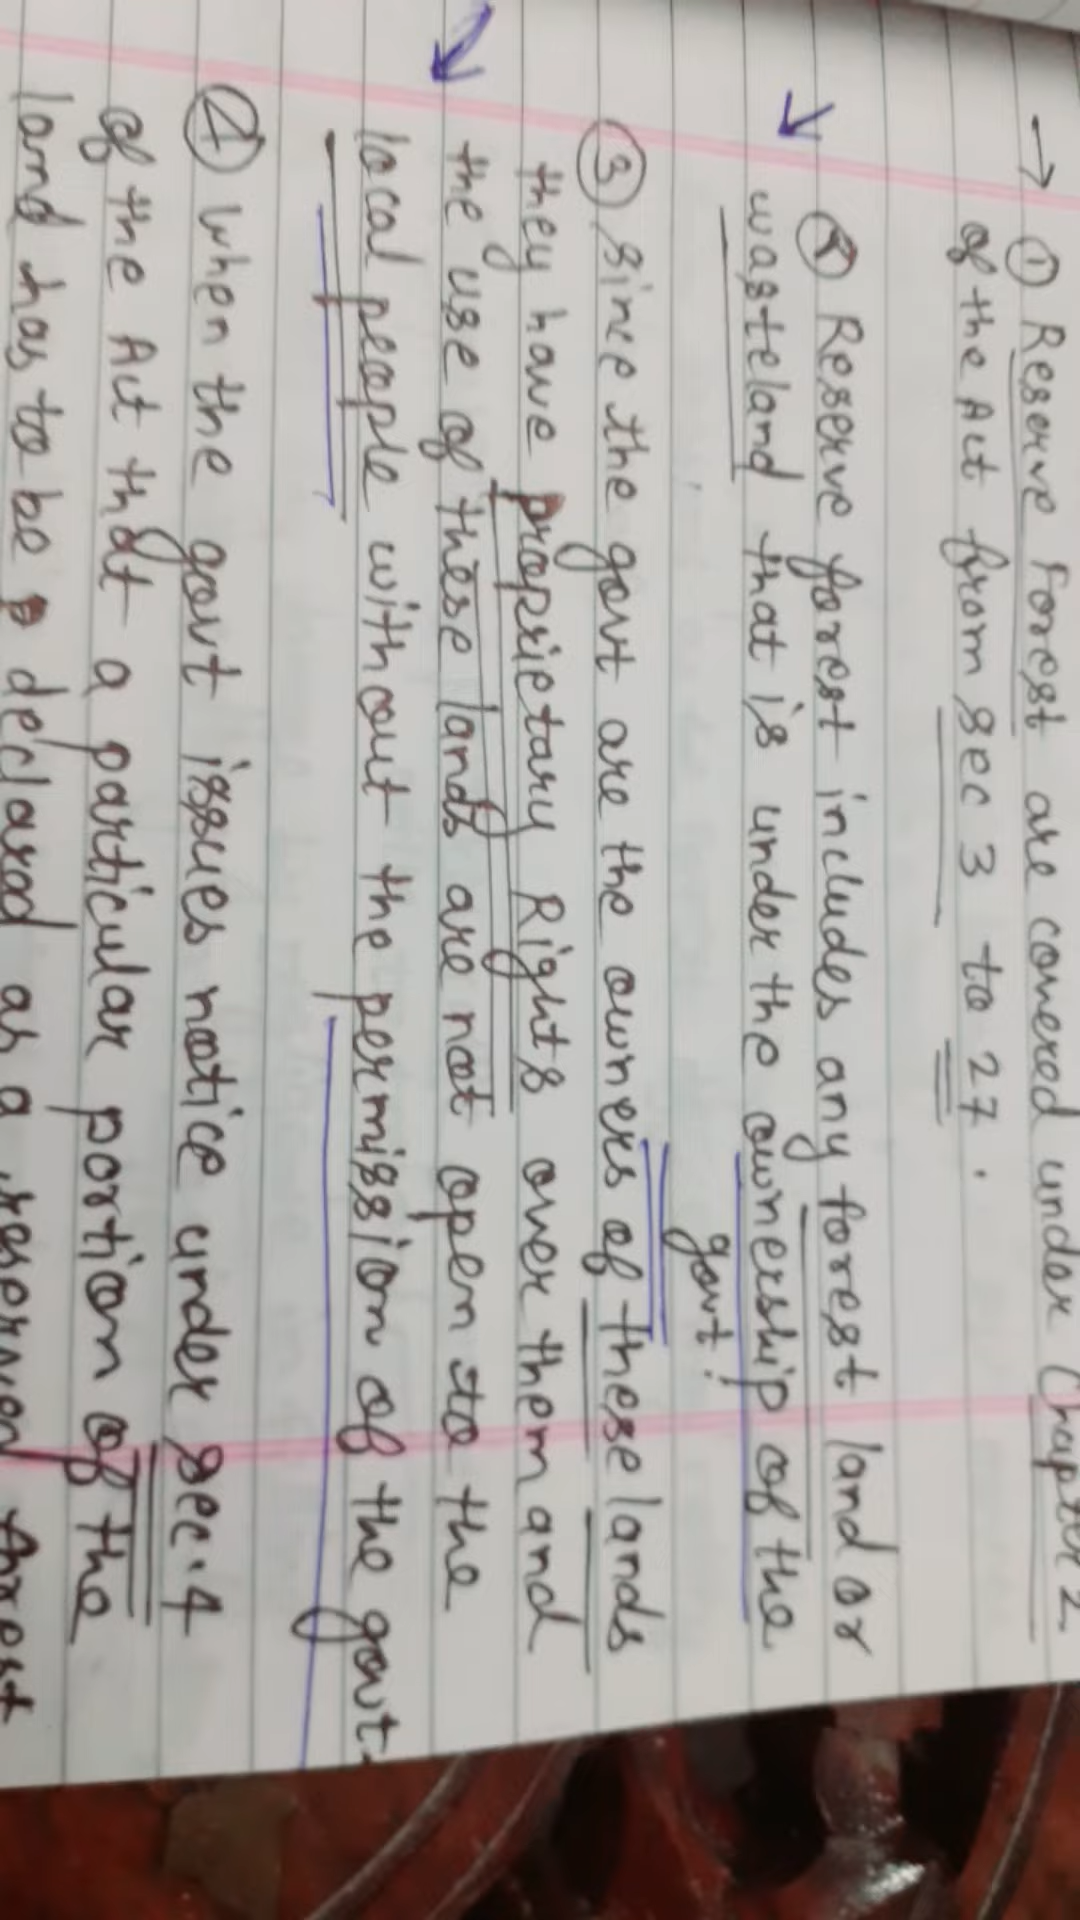 → ① Reserve Forest are covered under Chapter 2
of the Act from sec 3 to 27.
② Reserve forest includes any forest land or
wasteland that is under the ownership of the
govt.
③ Since the govt are the owners of these lands
they have proprietary Rights over them and
the use of these lands are not open to the
local people without the permission of the govt.
④ when the govt issues notice under sec. 4
of the Act that a particular portion of the
land has to be declared as a reserved forest